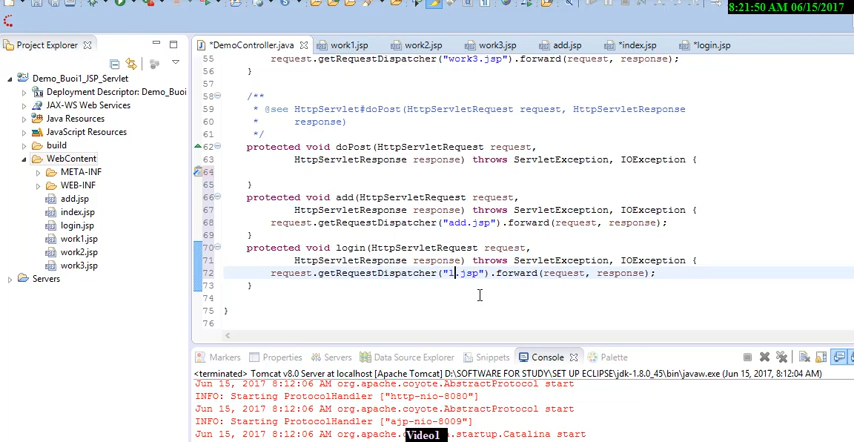 8:21:50 AM 06/15/2017
Project Explorer
*DemoController.java
work1.jsp
work2.jsp
work3.jsp
add.jsp
*index.jsp
*login.jsp
Demo_Buoi1_JSP_Servlet
Deployment Descriptor: Demo_Buoi
JAX-WS Web Services
Java Resources
JavaScript Resources
build
WebContent
META-INF
WEB-INF
add.jsp
index.jsp
login.jsp
work1.jsp
work2.jsp
work3.jsp
Servers
55 request.getRequestDispatcher("work3.jsp").forward(request, response);
56 }
57
58 /**
59 * @see HttpServlet#doPost(HttpServletRequest request, HttpServletResponse
60 * response)
61 */
62 protected void doPost(HttpServletRequest request,
63 HttpServletResponse response) throws ServletException, IOException {
64
65 }
66 protected void add(HttpServletRequest request,
67 HttpServletResponse response) throws ServletException, IOException {
68 request.getRequestDispatcher("add.jsp").forward(request, response);
69 }
70 protected void login(HttpServletRequest request,
71 HttpServletResponse response) throws ServletException, IOException {
72 request.getRequestDispatcher("l.jsp").forward(request, response);
73 }
74
75 }
76
Markers
Properties
Servers
Data Source Explorer
Snippets
Console
Palette
<terminated> Tomcat v8.0 Server at localhost [Apache Tomcat] D:\SOFTWARE FOR STUDY\SET UP ECLIPSE\jdk-1.8.0_45\bin\javaw.exe (Jun 15, 2017, 8:12:04 AM)
Jun 15, 2017 8:12:06 AM org.apache.coyote.AbstractProtocol start
INFO: Starting ProtocolHandler ["http-nio-8080"]
Jun 15, 2017 8:12:06 AM org.apache.coyote.AbstractProtocol start
INFO: Starting ProtocolHandler ["ajp-nio-8009"]
Jun 15, 2017 8:12:06 AM org.apache.c
.startup.Catalina start
Video1